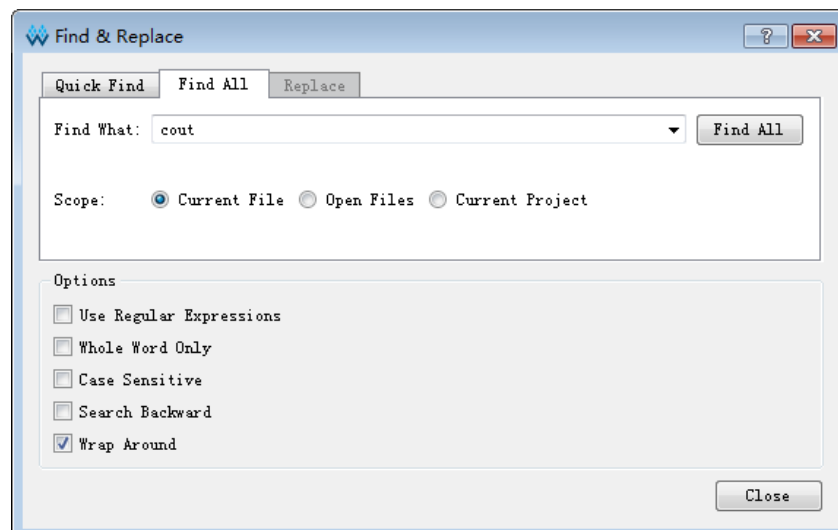 Find & Replace
Quick Find Find All Replace
Find What: cout Find All
Scope: Current File Open Files Current Project
Options
Use Regular Expressions
Whole Word Only
Case Sensitive
Search Backward
Wrap Around
Close